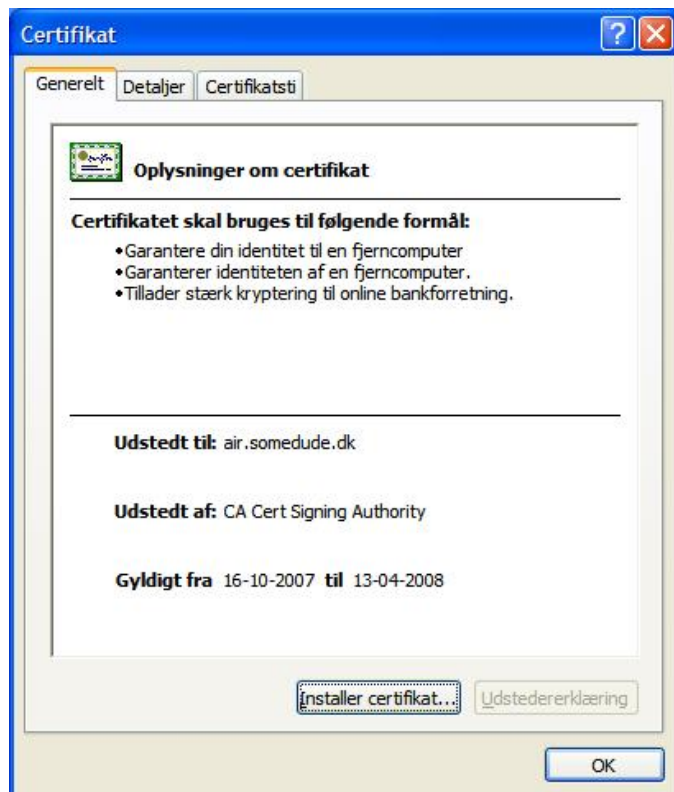 Certifikat
Generelt Detaljer Certifikatsti
Oplysninger om certifikat
Certifikatet skal bruges til følgende formål:
•Garantere din identitet til en fjerncomputer
•Garanterer identiteten af en fjerncomputer.
•Tillader stærk kryptering til online bankforretning.
Udstedt til: air.somedude.dk
Udstedt af: CA Cert Signing Authority
Gyldigt fra 16-10-2007 til 13-04-2008
Installer certifikat... Udstedererklæring
OK